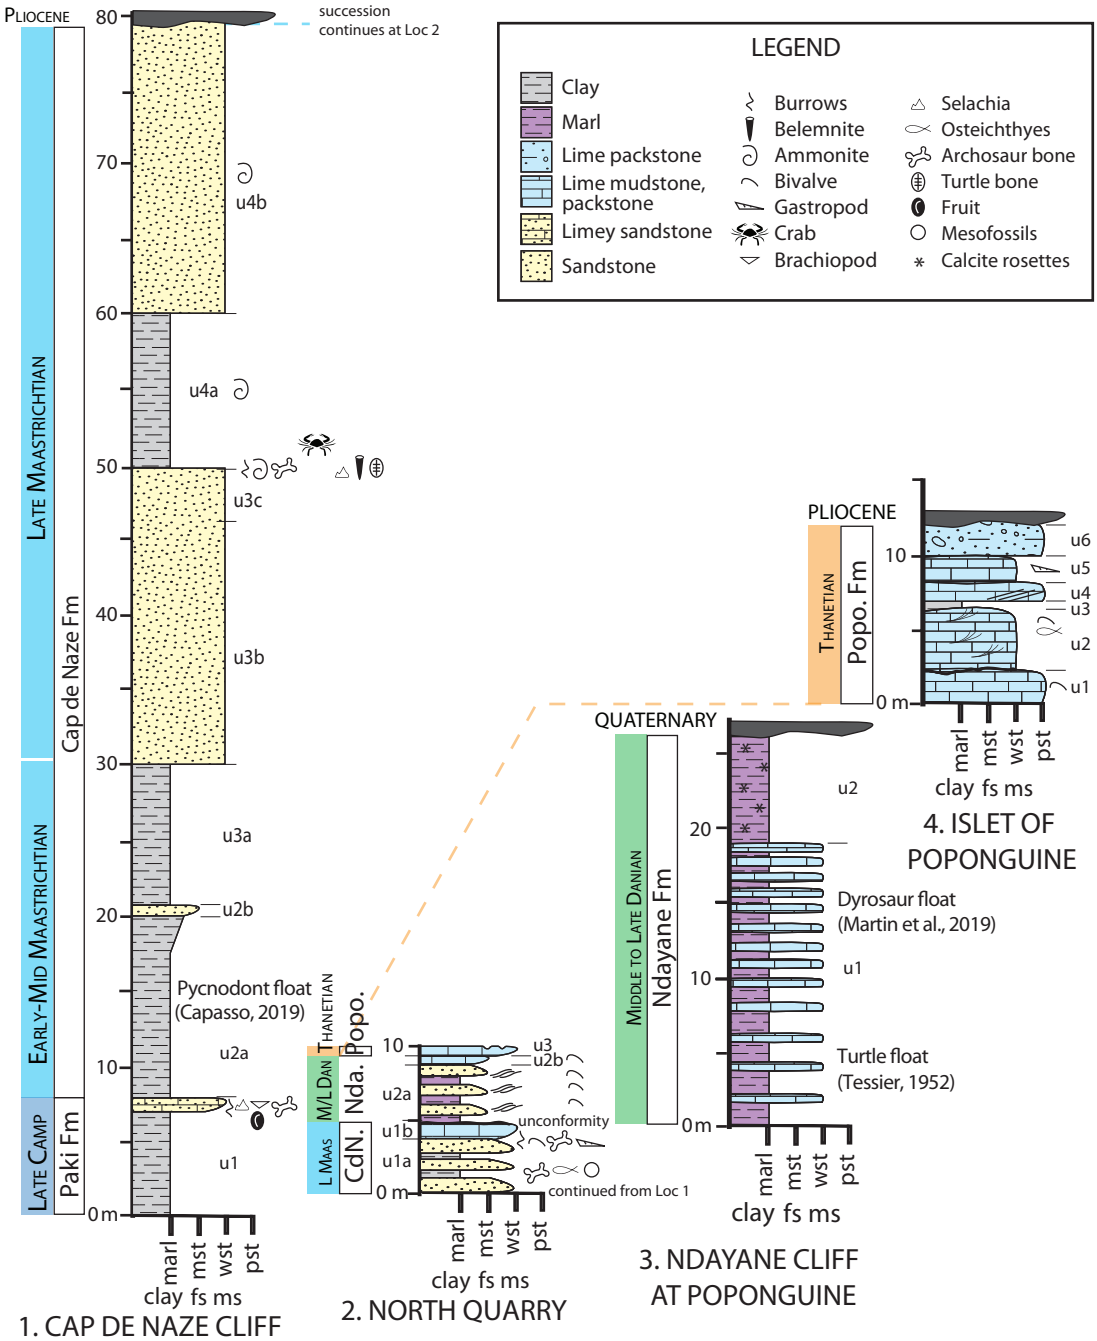 PLIOCENE
80
succession
continues at Loc 2
70
u4b
60
u4a
50
u3c
40
u3b
30
u3a
u2b
20
Pycnodont float
(Capasso, 2019)
u2a
10
u1
0 m
LATE MAASTRICHTIAN
EARLY–MID MAASTRICHTIAN
LATE CAMP
Cap de Naze Fm
Paki Fm
marl
mst
wst
pst
clay fs ms
1. CAP DE NAZE CLIFF
LEGEND
Clay
Marl
Lime packstone
Lime mudstone,
packstone
Limey sandstone
Sandstone
Burrows
Belemnite
Ammonite
Bivalve
Gastropod
Crab
Brachiopod
Selachia
Osteichthyes
Archosaur bone
Turtle bone
Fruit
Mesofossils
Calcite rosettes
THANETIAN
M/L DAN
L MAAS
Popo.
Nda.
CdN.
10
u3
u2b
u2a
unconformity
u1b
u1a
0 m
continued from Loc 1
marl
mst
wst
pst
clay fs ms
2. NORTH QUARRY
QUATERNARY
MIDDLE TO LATE DANIAN
Ndayane Fm
u2
20
Dyrosaur float
(Martin et al., 2019)
u1
10
Turtle float
(Tessier, 1952)
0 m
marl
mst
wst
pst
clay fs ms
3. NDAYANE CLIFF
AT POPONGUINE
PLIOCENE
THANETIAN
Popo. Fm
10
u6
u5
u4
u3
u2
u1
0 m
marl
mst
wst
pst
clay fs ms
4. ISLET OF
POPONGUINE